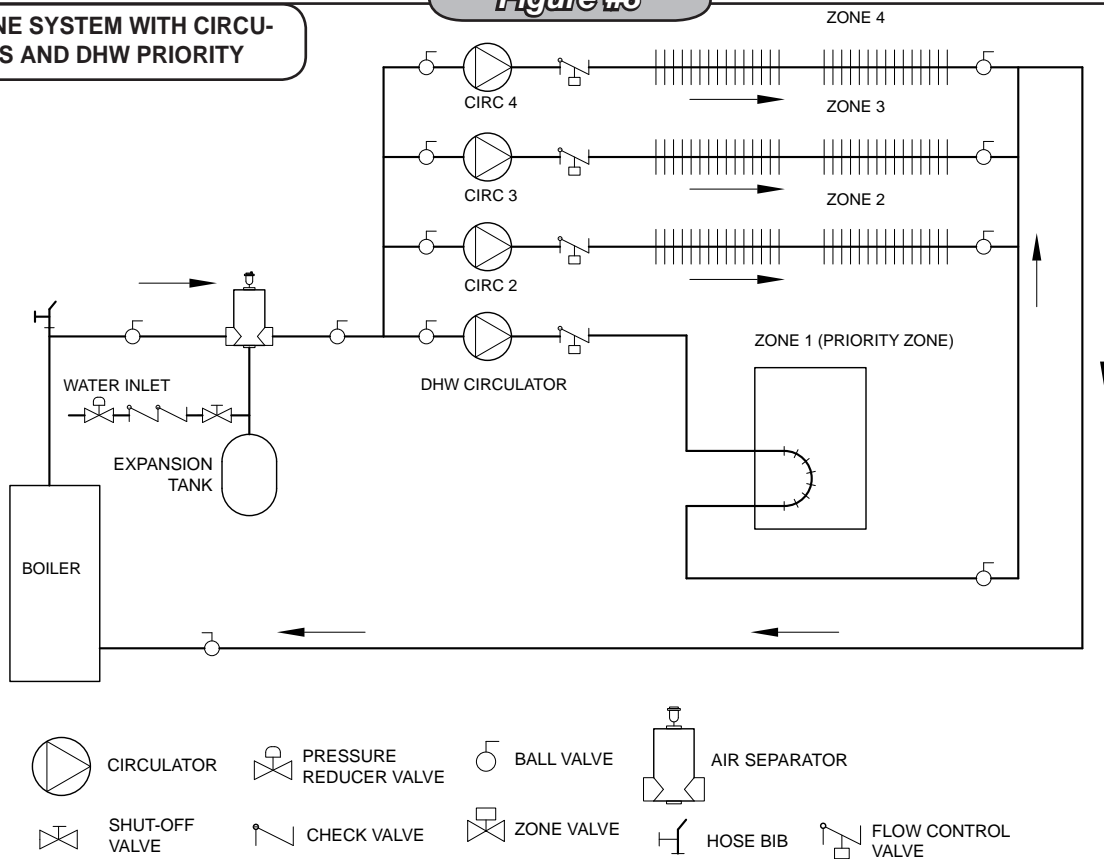 NE SYSTEM WITH CIRCU-
S AND DHW PRIORITY
ZONE 4
CIRC 4
ZONE 3
CIRC 3
ZONE 2
CIRC 2
ZONE 1 (PRIORITY ZONE)
DHW CIRCULATOR
WATER INLET
EXPANSION
TANK
BOILER
CIRCULATOR
PRESSURE
REDUCER VALVE
BALL VALVE
AIR SEPARATOR
SHUT-OFF
VALVE
CHECK VALVE
ZONE VALVE
HOSE BIB
FLOW CONTROL
VALVE